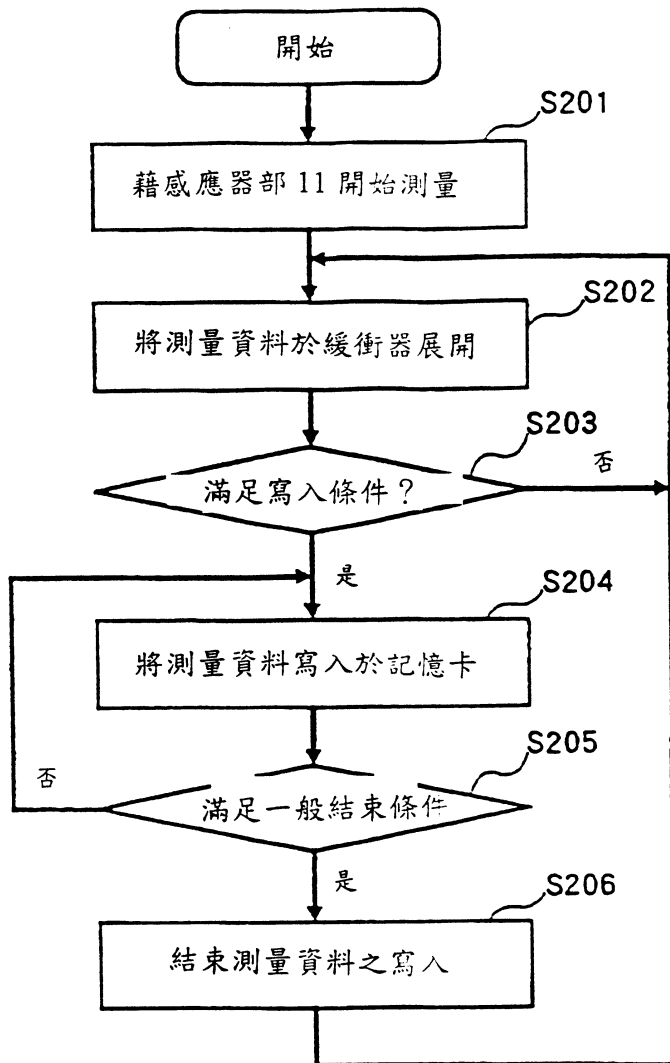 開始
S201
藉感應器部 11 開始測量
S202
將測量資料於緩衝器展開
S203
滿足寫入條件？
否
是
S204
將測量資料寫入於記憶卡
S205
否
滿足一般結束條件
是
S206
結束測量資料之寫入